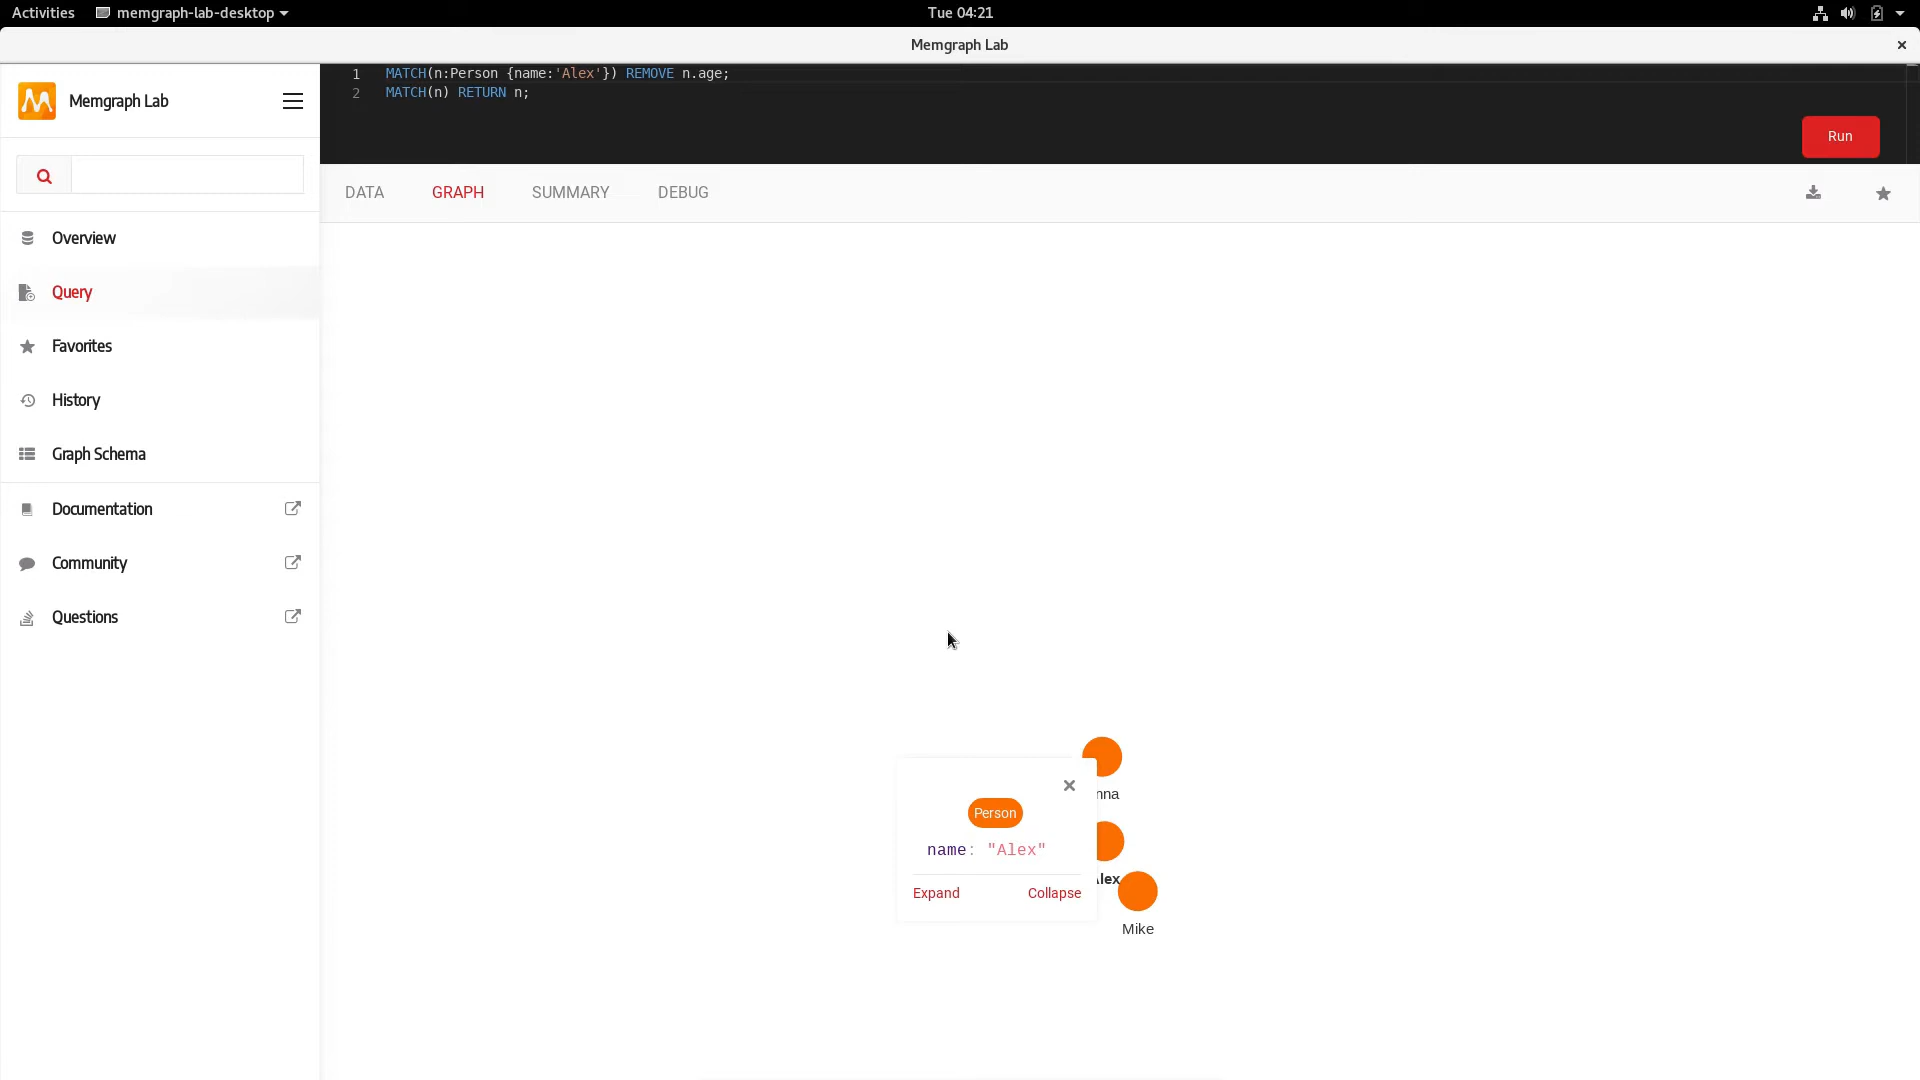 Activities
memgraph-lab-desktop
Tue 04:21
Memgraph Lab
Memgraph Lab
1 MATCH(n:Person {name:'Alex'}) REMOVE n.age;
2 MATCH(n) RETURN n;
Run
DATA GRAPH SUMMARY DEBUG
Overview
Query
Favorites
History
Graph Schema
Documentation
Community
Questions
nna
Person
name: "Alex"
lex
Expand Collapse
Mike